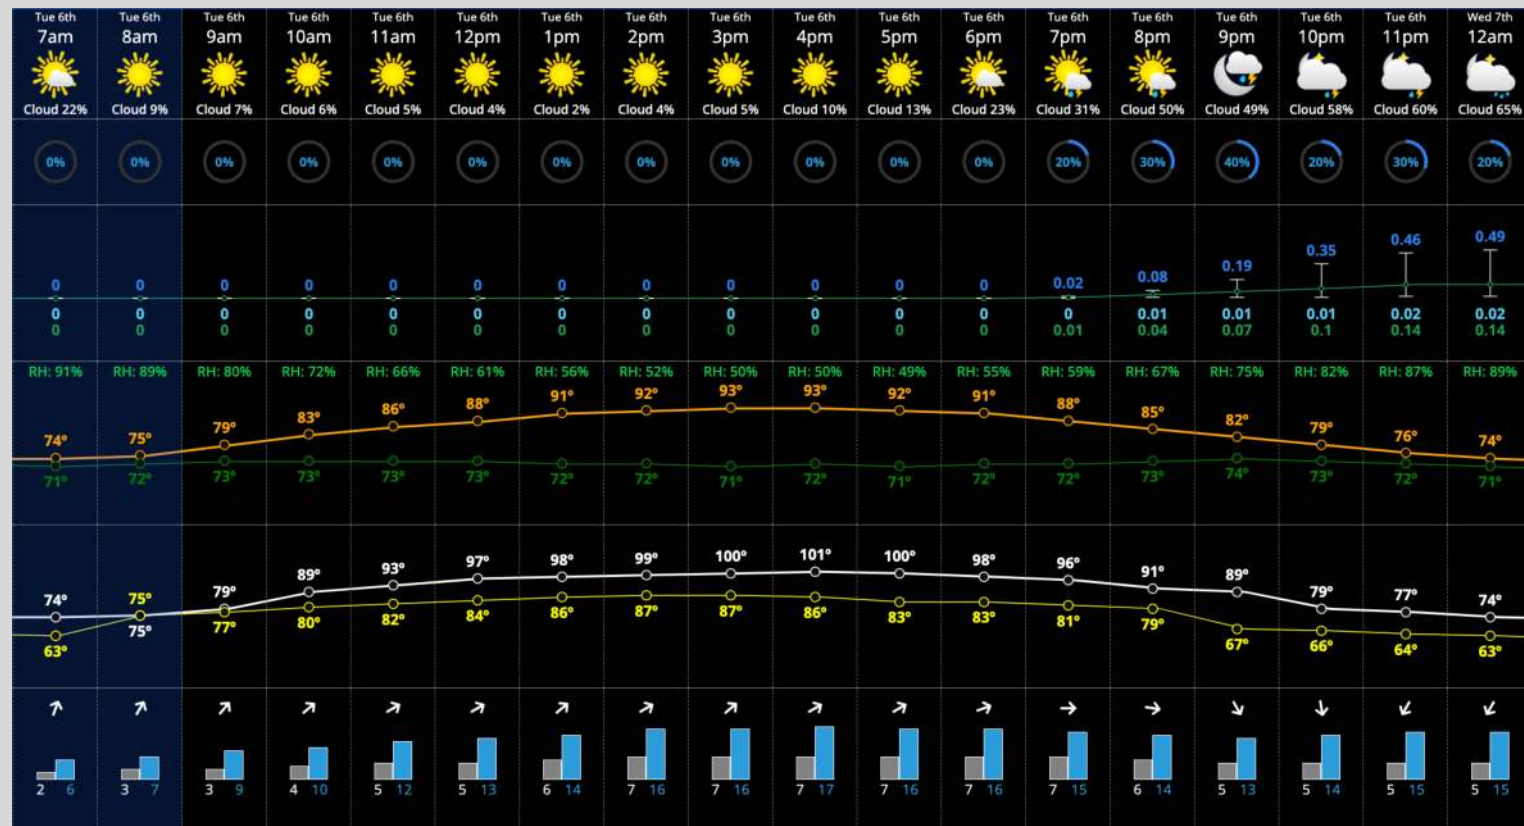 Tue 6th Tue 6th Tue 6th Tue 6th Tue 6th Tue 6th Tue 6th Tue 6th Tue 6th Tue 6th Tue 6th Tue 6th Tue 6th Tue 6th Tue 6th Tue 6th Tue 6th Wed 7th
7am 8am 9am 10am 11am 12pm 1pm 2pm 3pm 4pm 5pm 6pm 7pm 8pm 9pm 10pm 11pm 12am
Cloud 22% Cloud 9% Cloud 7% Cloud 6% Cloud 5% Cloud 4% Cloud 2% Cloud 4% Cloud 5% Cloud 10% Cloud 13% Cloud 23% Cloud 31% Cloud 50% Cloud 49% Cloud 58% Cloud 60% Cloud 65%
0% 0% 0% 0% 0% 0% 0% 0% 0% 0% 0% 0% 20% 30% 40% 20% 30% 20%
0 0 0 0 0 0 0 0 0 0 0 0 0.02 0.08 0.19 0.35 0.46 0.49
0 0 0 0 0 0 0 0 0 0 0 0 0 0.01 0.01 0.01 0.02 0.02
0 0 0 0 0 0 0 0 0 0 0 0 0.01 0.04 0.07 0.1 0.14 0.14
RH: 91% RH: 89% RH: 80% RH: 72% RH: 66% RH: 61% RH: 56% RH: 52% RH: 50% RH: 50% RH: 49% RH: 55% RH: 59% RH: 67% RH: 75% RH: 82% RH: 87% RH: 89%
74° 75° 79° 83° 86° 88° 91° 92° 93° 93° 92° 91° 88° 85° 82° 79° 76° 74°
71° 72° 73° 73° 73° 73° 72° 72° 71° 72° 71° 72° 72° 73° 74° 73° 72° 71°
74° 75° 79° 89° 93° 97° 98° 99° 100° 101° 100° 98° 96° 91° 89° 79° 77° 74°
63° 75° 77° 80° 82° 84° 86° 87° 87° 86° 83° 83° 81° 79° 67° 66° 64° 63°
2 6 3 7 3 9 4 10 5 12 5 13 6 14 7 16 7 16 7 17 7 16 7 16 7 15 6 14 5 13 5 14 5 15 5 15